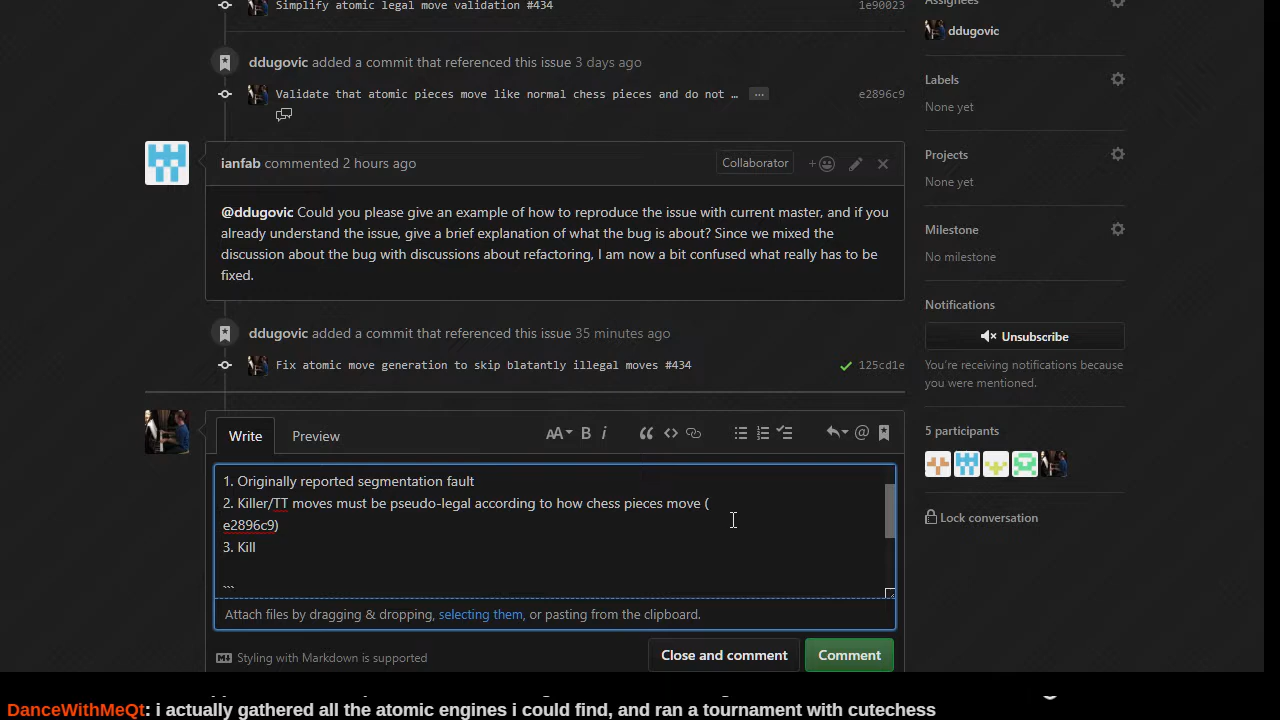 Simplify atomic legal move validation #434
1e90023
Assignees
ddugovic
ddugovic added a commit that referenced this issue 3 days ago
Validate that atomic pieces move like normal chess pieces and do not … ...
e2896c9
Labels
None yet
ianfab commented 2 hours ago
Collaborator
Projects
None yet
@ddugovic Could you please give an example of how to reproduce the issue with current master, and if you
already understand the issue, give a brief explanation of what the bug is about? Since we mixed the
discussion about the bug with discussions about refactoring, I am now a bit confused what really has to be
fixed.
Milestone
No milestone
Notifications
Unsubscribe
You're receiving notifications because
you were mentioned.
ddugovic added a commit that referenced this issue 35 minutes ago
Fix atomic move generation to skip blatantly illegal moves #434
125cd1e
5 participants
Write
Preview
AA B i
1. Originally reported segmentation fault
2. Killer/TT moves must be pseudo-legal according to how chess pieces move (
e2896c9)
3. Kill
```
Lock conversation
Attach files by dragging & dropping, selecting them, or pasting from the clipboard.
Styling with Markdown is supported
Close and comment
Comment
DanceWithMeQt: i actually gathered all the atomic engines i could find, and ran a tournament with cutechess